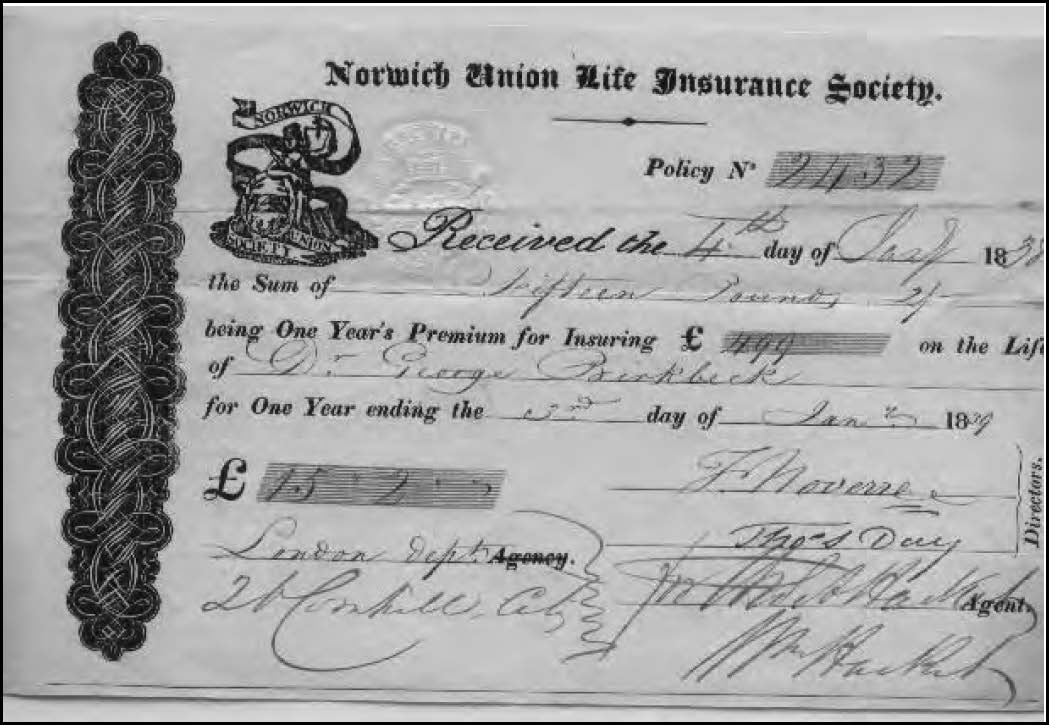 Norwich Union Life Insurance Society.
NORWICH
UNION
SOCIETY
Policy No 2432
Received the 4th day of Jany 1838
the Sum of Fifteen Pounds 2/-
being One Year's Premium for Insuring £ 499 on the Life
of Dr George Birkbeck
for One Year ending the 3rd day of Jany 1839
£ 15 " 2 "
F. Noverre
Directors.
Thos Day
London Dept. Agency.
26 Cornhill, City
Agent.
Wm Hacket